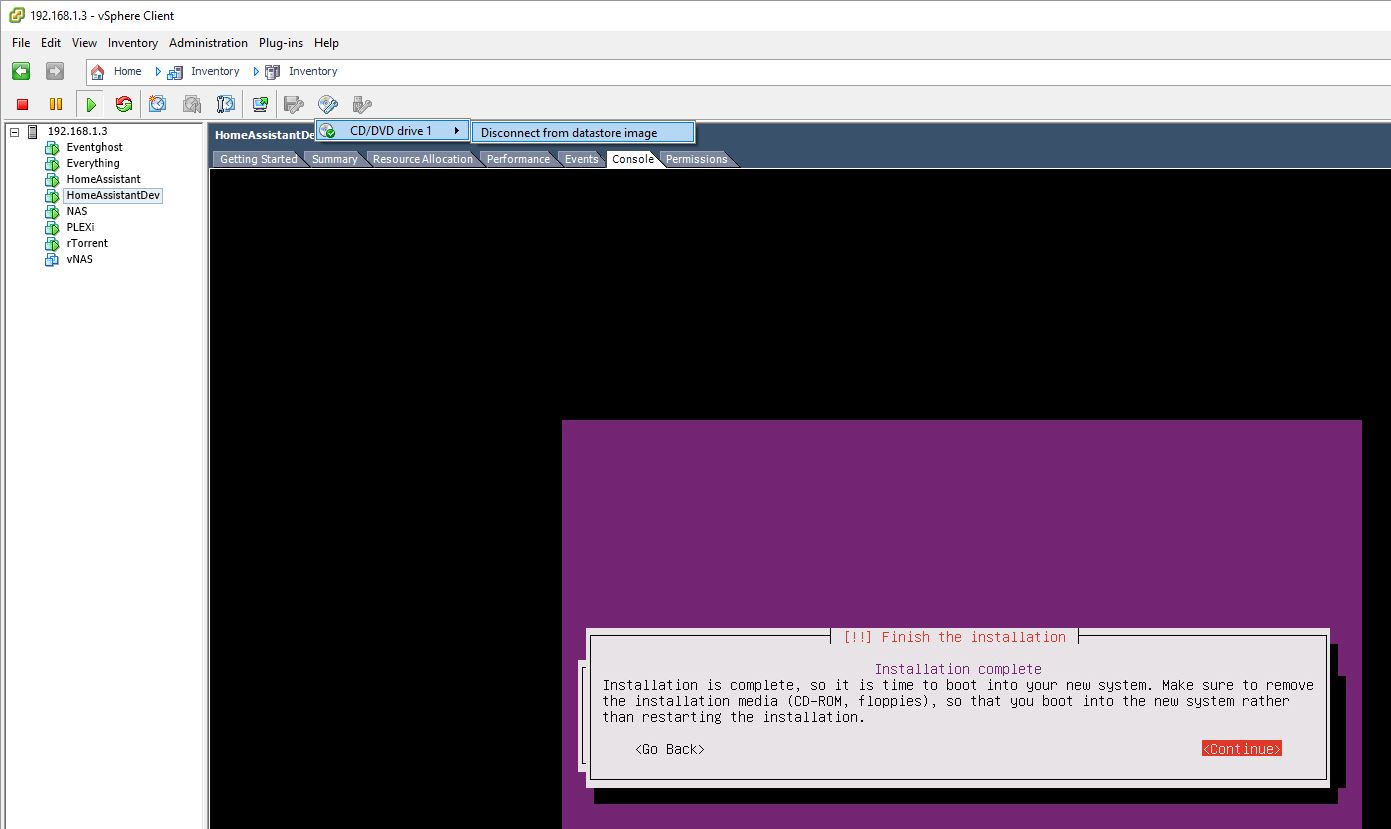 192.168.1.3 - vSphere Client
File Edit View Inventory Administration Plug-ins Help
Home Inventory Inventory
CD/DVD drive 1 Disconnect from datastore image
192.168.1.3
Eventghost
Everything
HomeAssistant
HomeAssistantDev
NAS
PLEXi
rTorrent
vNAS
HomeAssistantDe
Getting Started Summary Resource Allocation Performance Events Console Permissions
[!!] Finish the installation
Installation complete
Installation is complete, so it is time to boot into your new system. Make sure to remove
the installation media (CD-ROM, floppies), so that you boot into the new system rather
than restarting the installation.
<Go Back> <Continue>